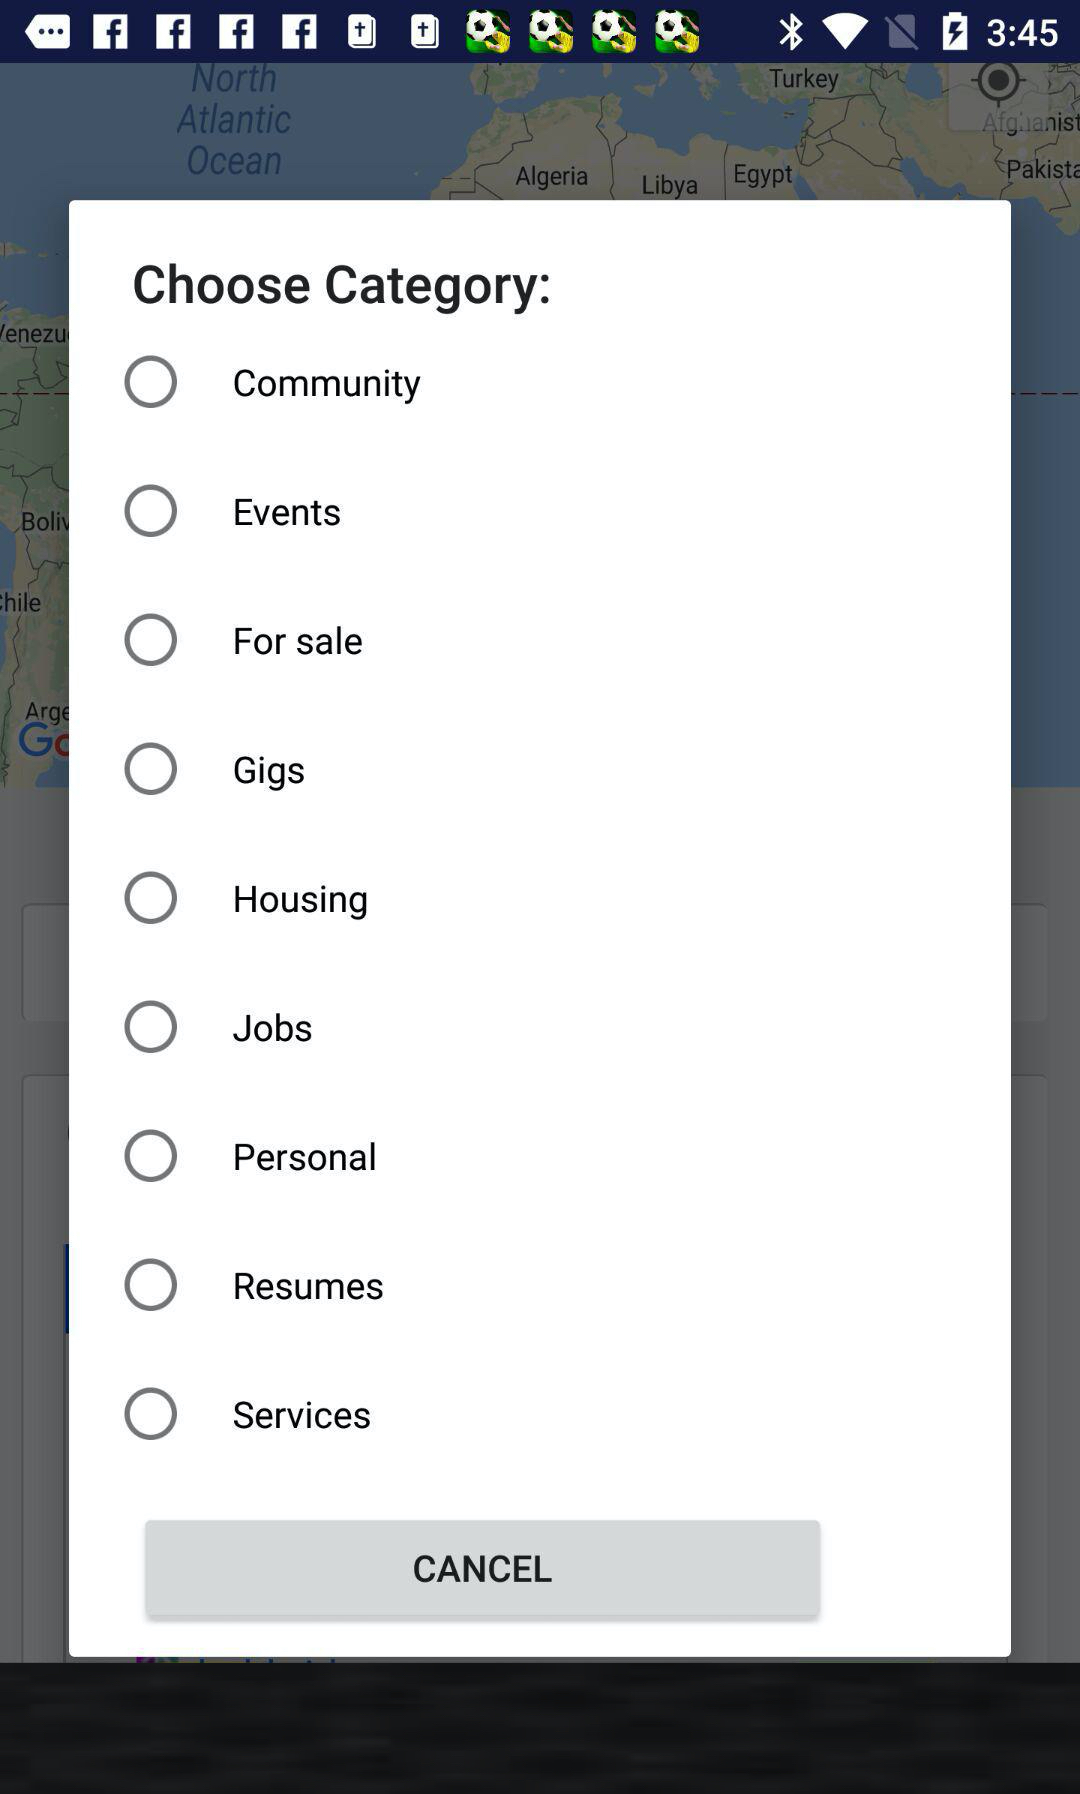 3:45
North
Atlantic
Ocean
Turkey
Afghanist
Pakista
Algeria
Libya
Egypt
Venezu
Boliv
Chile
Arge
Go
Choose Category:
Community
Events
For sale
Gigs
Housing
Jobs
Personal
Resumes
Services
CANCEL